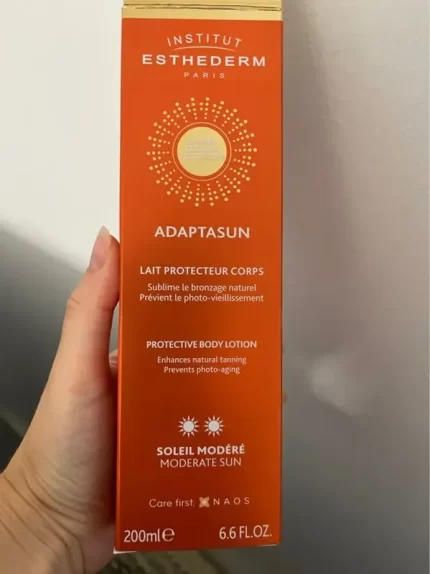 INSTITUT
ESTHEDERM
PARIS
ADAPTASUN
LAIT PROTECTEUR CORPS
Sublime le bronzage naturel
Prévient le photo-vieillissement
PROTECTIVE BODY LOTION
Enhances natural tanning
Prevents photo-aging
SOLEIL MODÉRÉ
MODERATE SUN
Care first, NAOS
200ml℮ 6.6 FL.OZ.